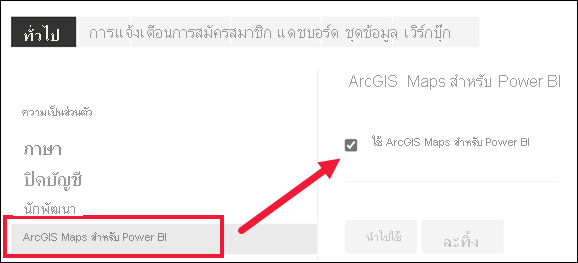 ทั่วไป การแจ้งเตือนการสมัครสมาชิก แดชบอร์ด ชุดข้อมูล เวิร์กบุ๊ก
ความเป็นส่วนตัว
ภาษา
ปิดบัญชี
นักพัฒนา
ArcGIS Maps สำหรับ Power BI
ArcGIS Maps สำหรับ Power BI
ใช้ ArcGIS Maps สำหรับ Power BI
นำไปใช้ ละทิ้ง